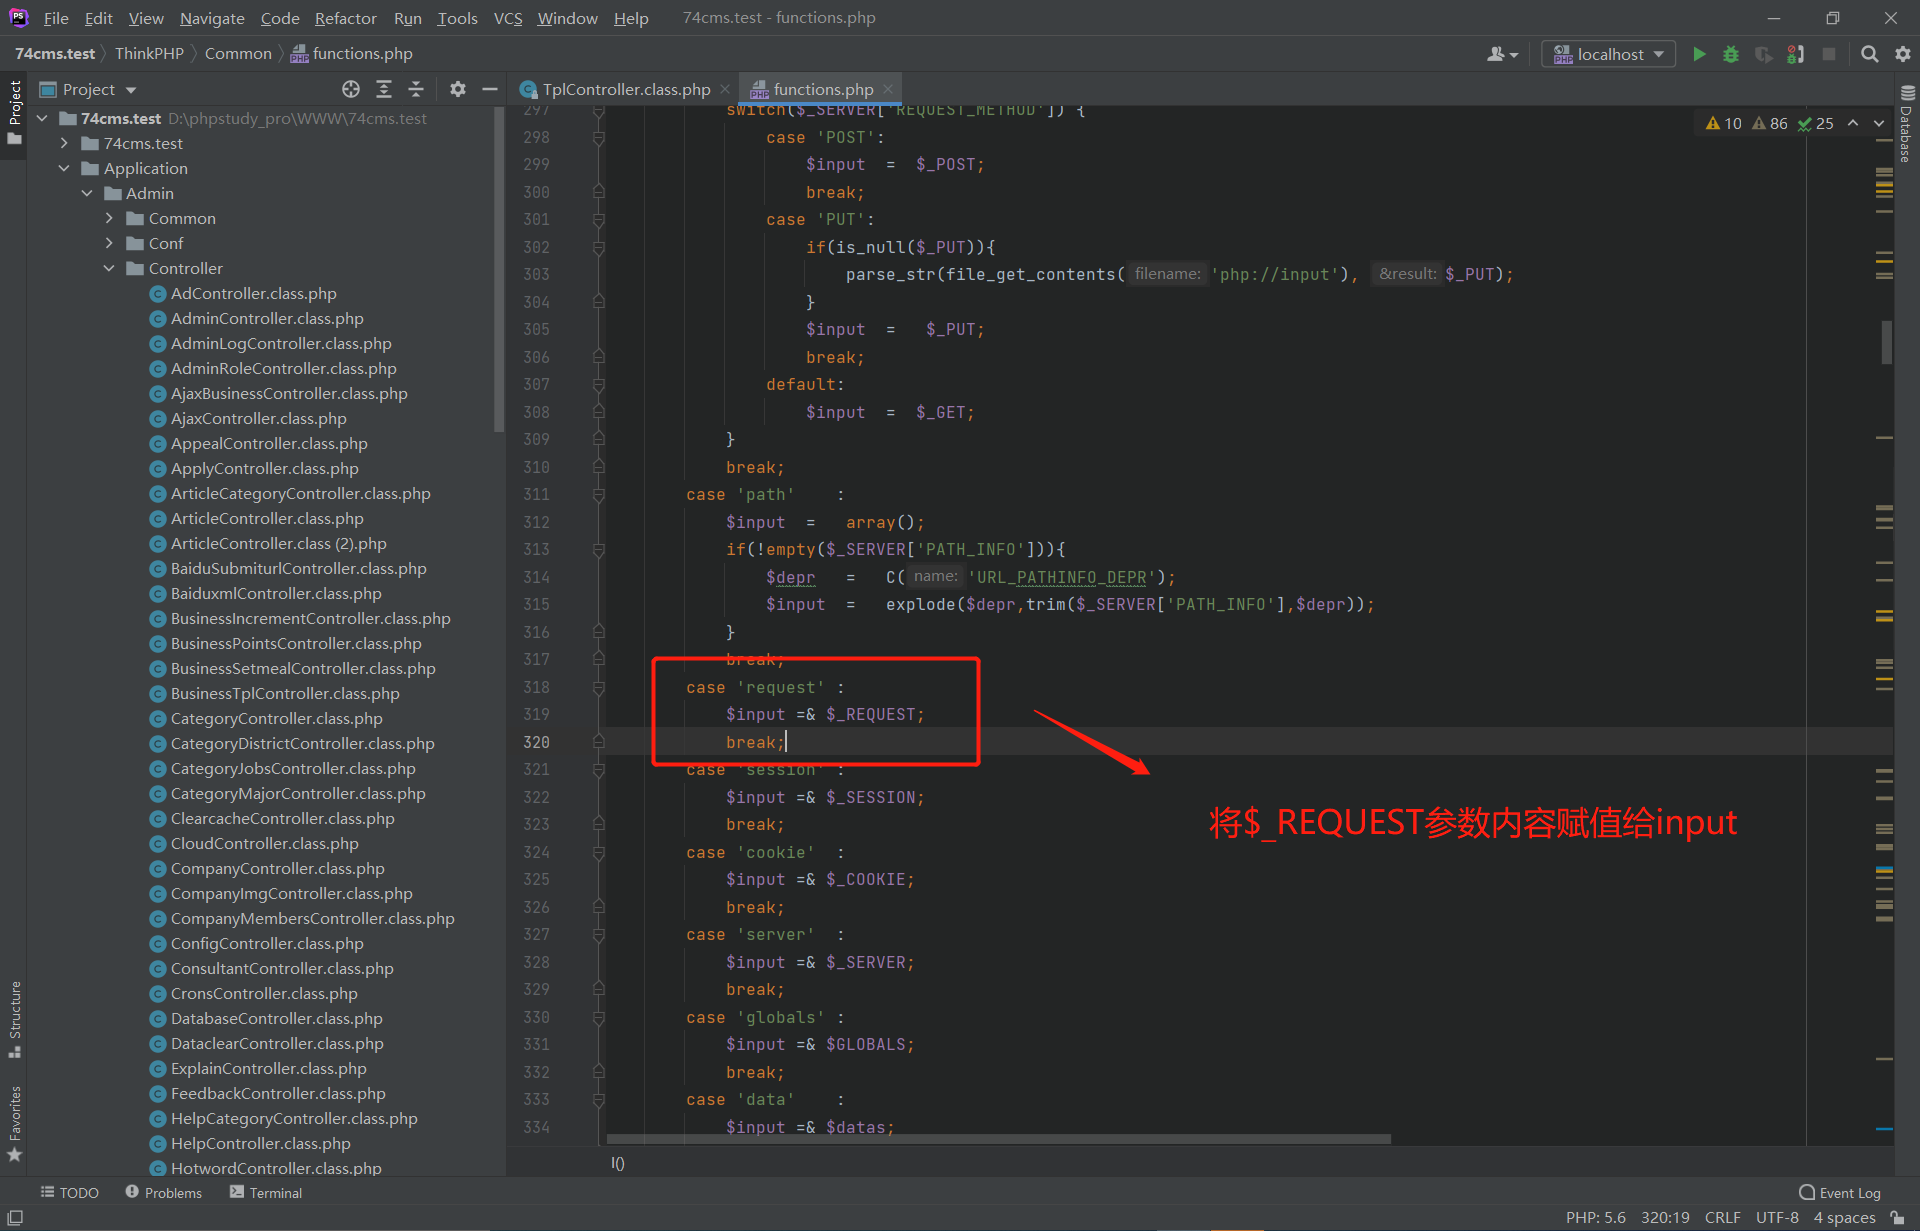 File Edit View Navigate Code Refactor Run Tools VCS Window Help 74cms.test - functions.php
74cms.test ThinkPHP Common functions.php localhost
Project TplController.class.php functions.php
Project
Database
10 86 25
74cms.test D:\phpstudy_pro\WWW\74cms.test
74cms.test
Application
Admin
Common
Conf
Controller
AdController.class.php
AdminController.class.php
AdminLogController.class.php
AdminRoleController.class.php
AjaxBusinessController.class.php
AjaxController.class.php
AppealController.class.php
ApplyController.class.php
ArticleCategoryController.class.php
ArticleController.class.php
ArticleController.class (2).php
BaiduSubmiturlController.class.php
BaiduxmlController.class.php
BusinessIncrementController.class.php
BusinessPointsController.class.php
BusinessSetmealController.class.php
BusinessTplController.class.php
CategoryController.class.php
CategoryDistrictController.class.php
CategoryJobsController.class.php
CategoryMajorController.class.php
ClearcacheController.class.php
CloudController.class.php
CompanyController.class.php
CompanyImgController.class.php
CompanyMembersController.class.php
ConfigController.class.php
ConsultantController.class.php
CronsController.class.php
DatabaseController.class.php
DataclearController.class.php
ExplainController.class.php
FeedbackController.class.php
HelpCategoryController.class.php
HelpController.class.php
HotwordController.class.php
Structure
Favorites
297 switch($_SERVER['REQUEST_METHOD']) {
298 case 'POST':
299 $input = $_POST;
300 break;
301 case 'PUT':
302 if(is_null($_PUT)){
303 parse_str(file_get_contents( filename: 'php://input'), &result: $_PUT);
304 }
305 $input = $_PUT;
306 break;
307 default:
308 $input = $_GET;
309 }
310 break;
311 case 'path' :
312 $input = array();
313 if(!empty($_SERVER['PATH_INFO'])){
314 $depr = C( name: 'URL_PATHINFO_DEPR');
315 $input = explode($depr,trim($_SERVER['PATH_INFO'],$depr));
316 }
317 break;
318 case 'request' :
319 $input =& $_REQUEST;
320 break;
321 case 'session' :
322 $input =& $_SESSION;
323 break;
324 case 'cookie' :
325 $input =& $_COOKIE;
326 break;
327 case 'server' :
328 $input =& $_SERVER;
329 break;
330 case 'globals' :
331 $input =& $GLOBALS;
332 break;
333 case 'data' :
334 $input =& $datas;
将$_REQUEST参数内容赋值给input
I()
TODO Problems Terminal Event Log
PHP: 5.6 320:19 CRLF UTF-8 4 spaces